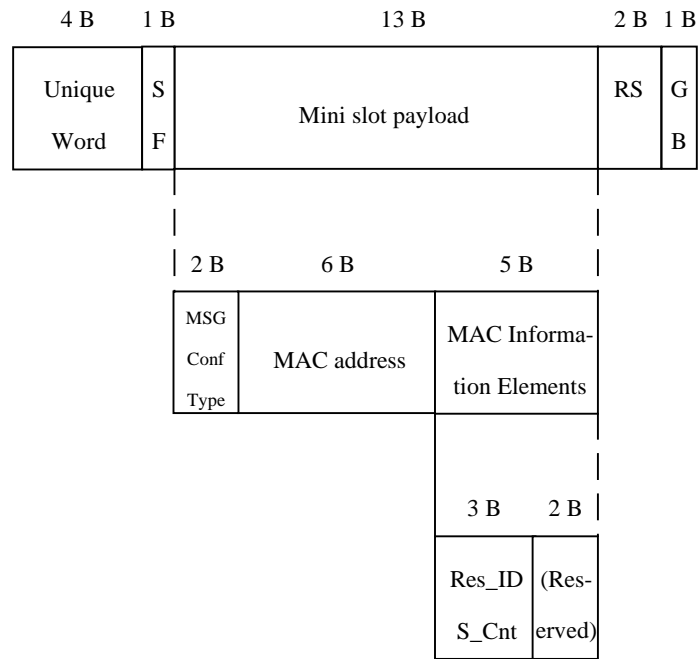 4 B 1 B 13 B 2 B 1 B
Unique
Word
S
F
Mini slot payload
RS
G
B
2 B 6 B 5 B
MSG
Conf
Type
MAC address
MAC Informa-
tion Elements
3 B 2 B
Res_ID
S_Cnt
(Res-
erved)